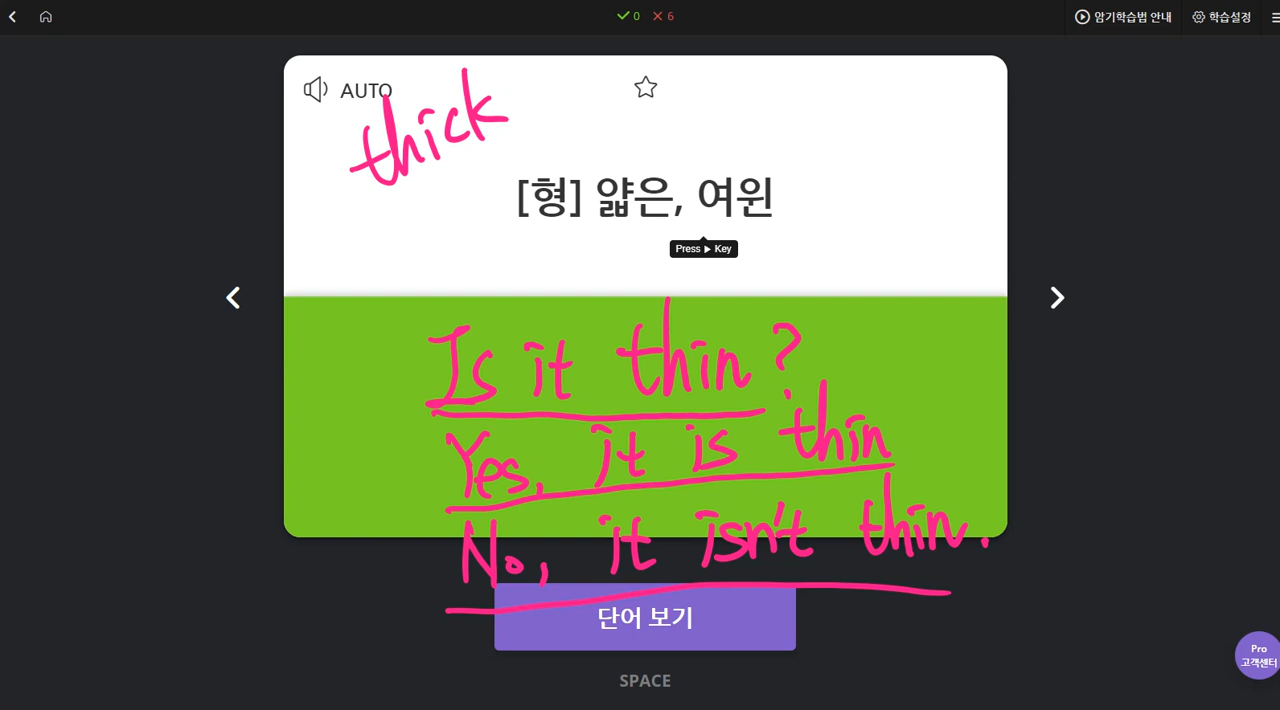 0 6 암기학습법 안내 학습설정
AUTO
thick
[형] 얇은, 여윈
Press ▶ Key
Is it thin?
Yes, it is thin
No, it isn't thin.
단어 보기
SPACE
Pro
고객센터